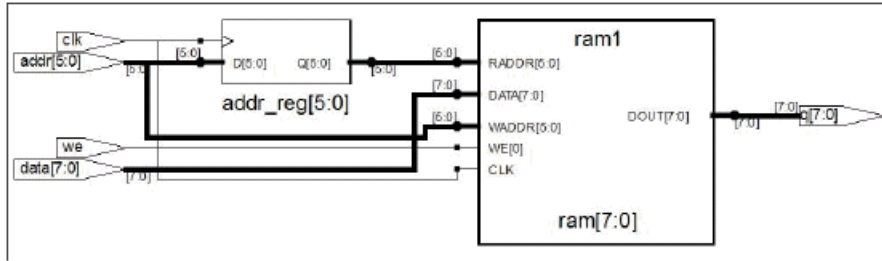 clk
addr[5:0]
[5:0]
[5:0]
D[5:0]
Q[5:0]
[5:0]
addr_reg[5:0]
we
data[7:0]
[7:0]
ram1
[5:0]
RADDR[5:0]
[7:0]
DATA[7:0]
[5:0]
WADDR[5:0]
WE[0]
CLK
DOUT[7:0]
[7:0]
[7:0]
q[7:0]
ram[7:0]